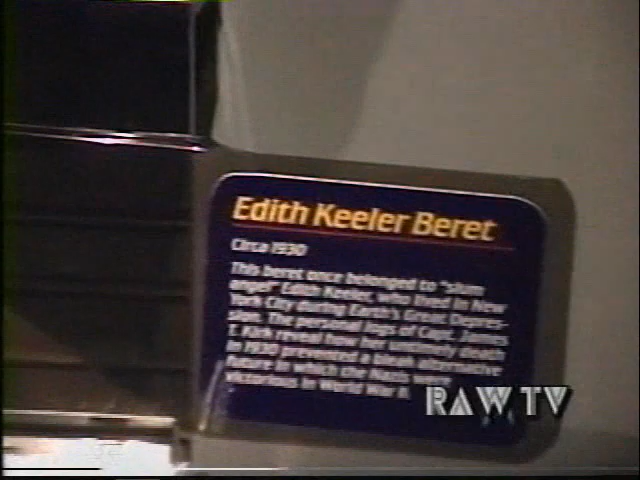 Edith Keeler Beret
Circa 1930
This beret once belonged to "slum
angel" Edith Keeler, who lived in New
York City during Earth's Great Depres-
sion. The personal logs of Capt. James
T. Kirk reveal how her untimely death
in 1930 prevented a bleak alternative
future in which the Nazis were
victorious in World War II.
RAW TV